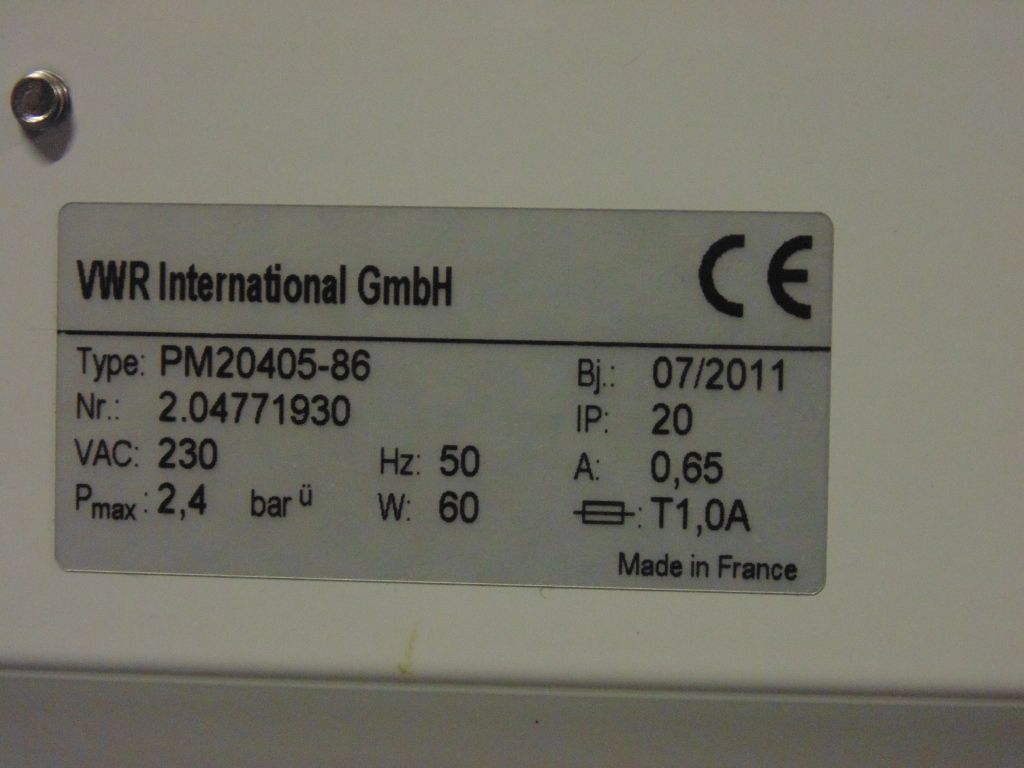 VWR International GmbH CE
Type: PM20405-86 Bj.: 07/2011
Nr.: 2.04771930 IP: 20
VAC: 230 Hz: 50 A: 0,65
Pmax: 2,4 bar ü W: 60 : T1,0A
Made in France